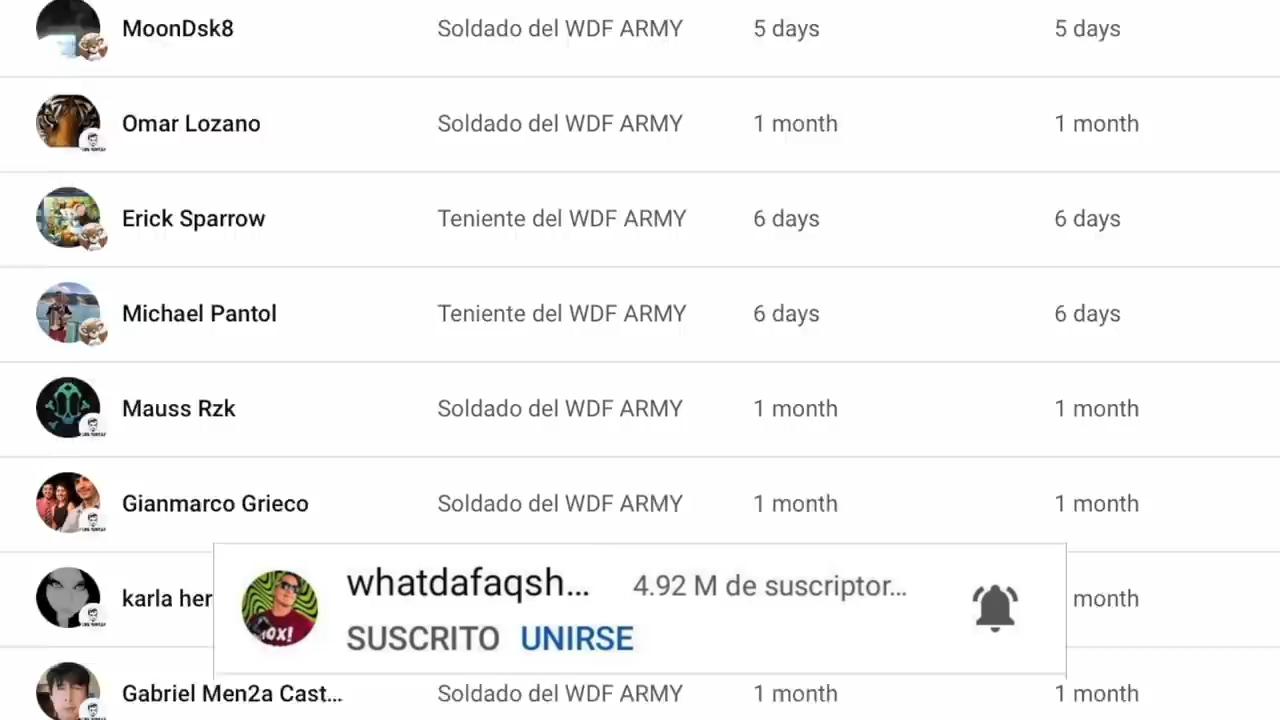 MoonDsk8 Soldado del WDF ARMY 5 days 5 days
Omar Lozano Soldado del WDF ARMY 1 month 1 month
Erick Sparrow Teniente del WDF ARMY 6 days 6 days
Michael Pantol Teniente del WDF ARMY 6 days 6 days
Mauss Rzk Soldado del WDF ARMY 1 month 1 month
Gianmarco Grieco Soldado del WDF ARMY 1 month 1 month
karla her month
whatdafaqsh... 4.92 M de suscriptor...
SUSCRITO UNIRSE
Gabriel Men2a Cast... Soldado del WDF ARMY 1 month 1 month